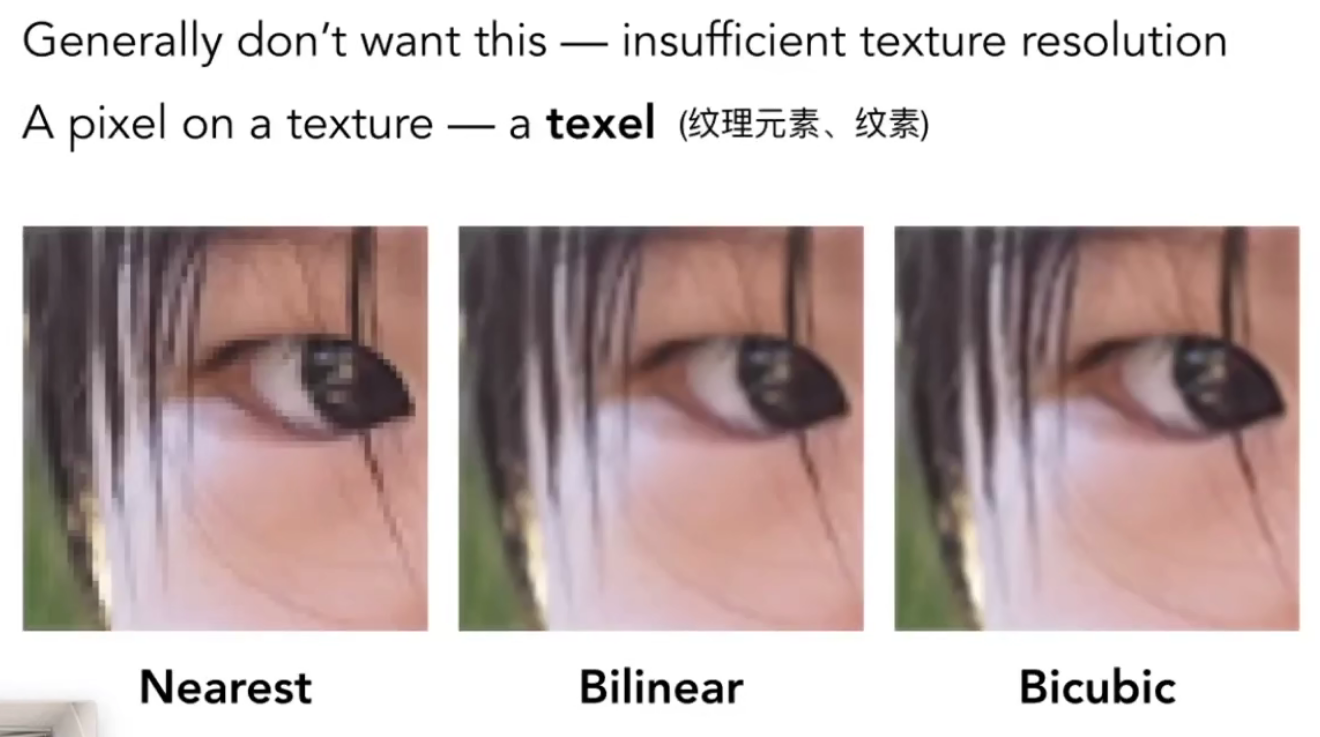 Generally don’t want this — insufficient texture resolution
A pixel on a texture — a texel (纹理元素、纹素)
Nearest
Bilinear
Bicubic